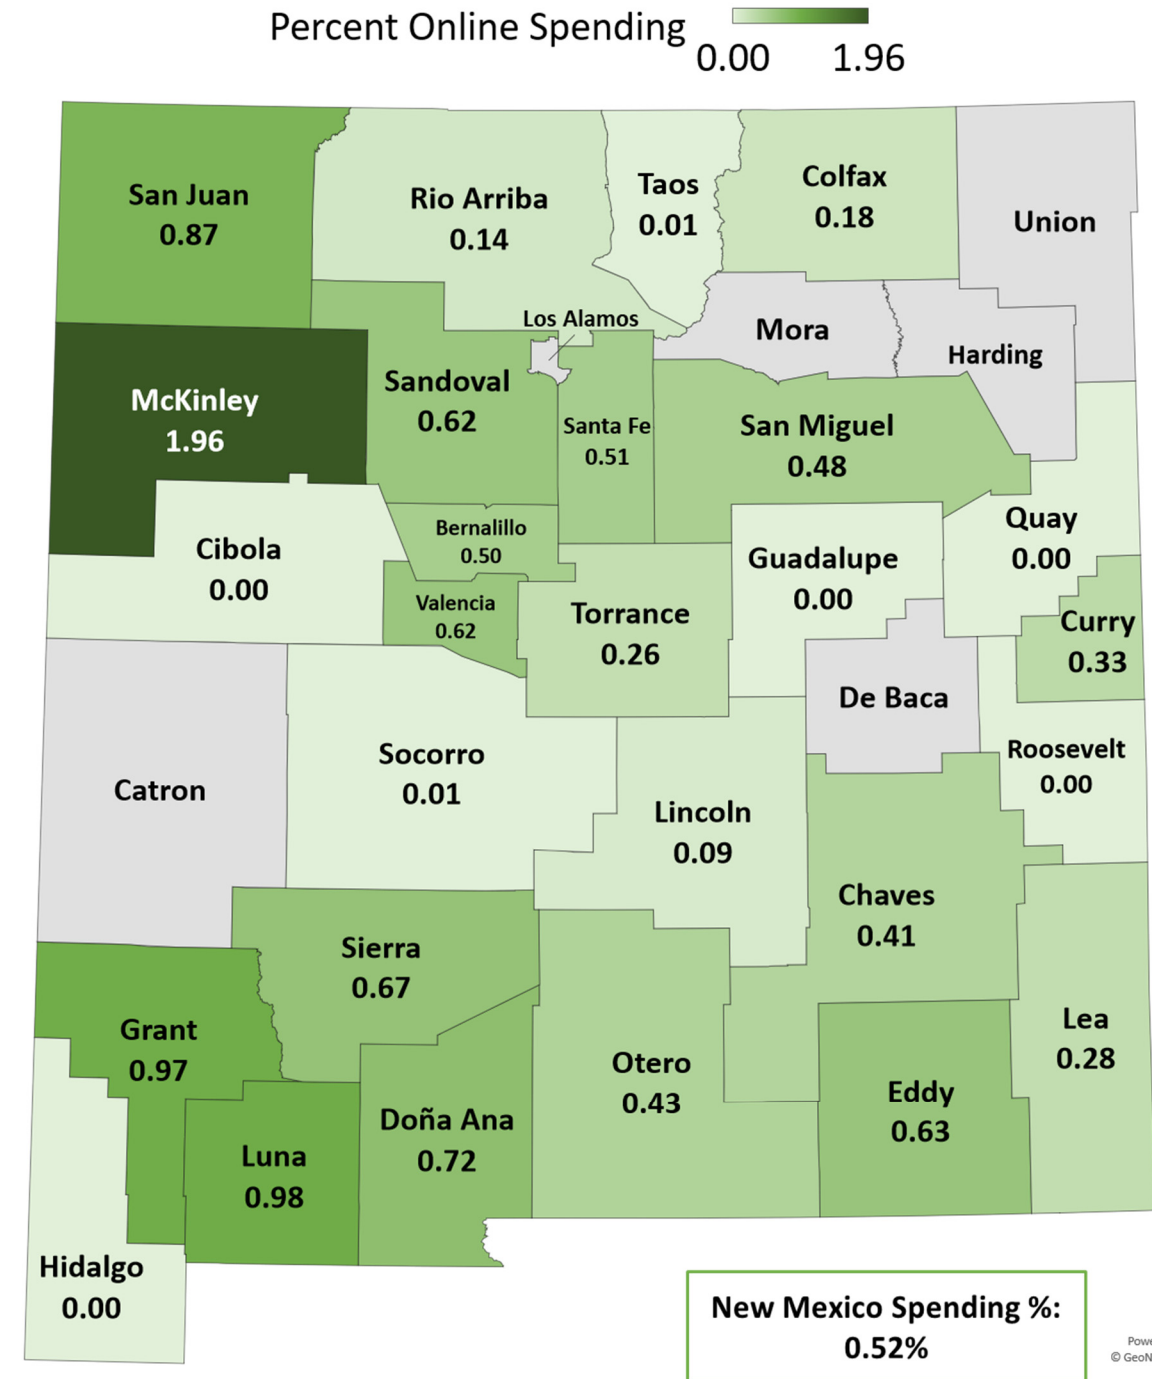 Percent Online Spending
0.00 1.96
San Juan
0.87
Rio Arriba
0.14
Taos
0.01
Colfax
0.18
Union
Los Alamos
Mora
Harding
McKinley
1.96
Sandoval
0.62
Santa Fe
0.51
San Miguel
0.48
Cibola
0.00
Bernalillo
0.50
Guadalupe
0.00
Quay
0.00
Valencia
0.62
Torrance
0.26
Curry
0.33
De Baca
Catron
Socorro
0.01
Lincoln
0.09
Roosevelt
0.00
Chaves
0.41
Sierra
0.67
Grant
0.97
Otero
0.43
Lea
0.28
Doña Ana
0.72
Eddy
0.63
Luna
0.98
Hidalgo
0.00
New Mexico Spending %:
0.52%
Powe
© GeoN